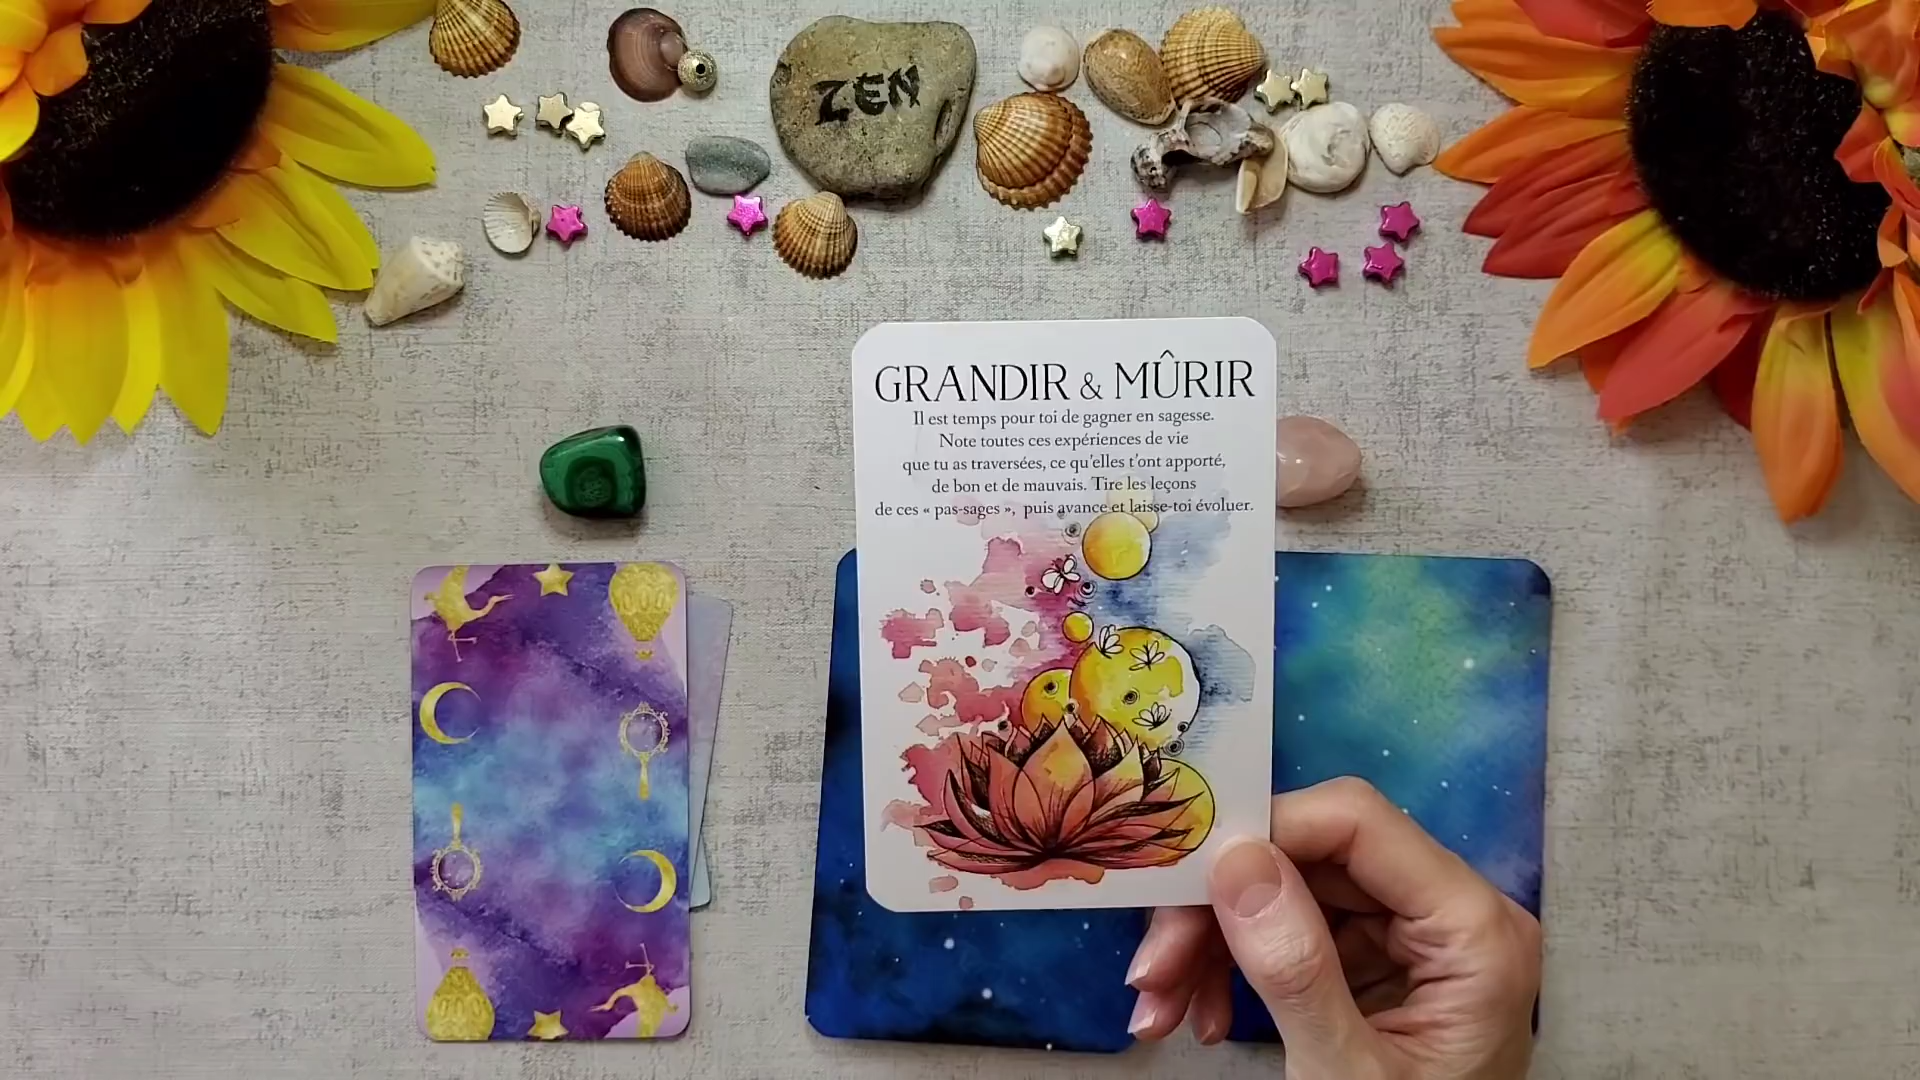 ZEN
GRANDIR & MÛRIR
Il est temps pour toi de gagner en sagesse.
Note toutes ces expériences de vie
que tu as traversées, ce qu'elles t'ont apporté,
de bon et de mauvais. Tire les leçons
de ces « pas-sages », puis avance et laisse-toi évoluer.